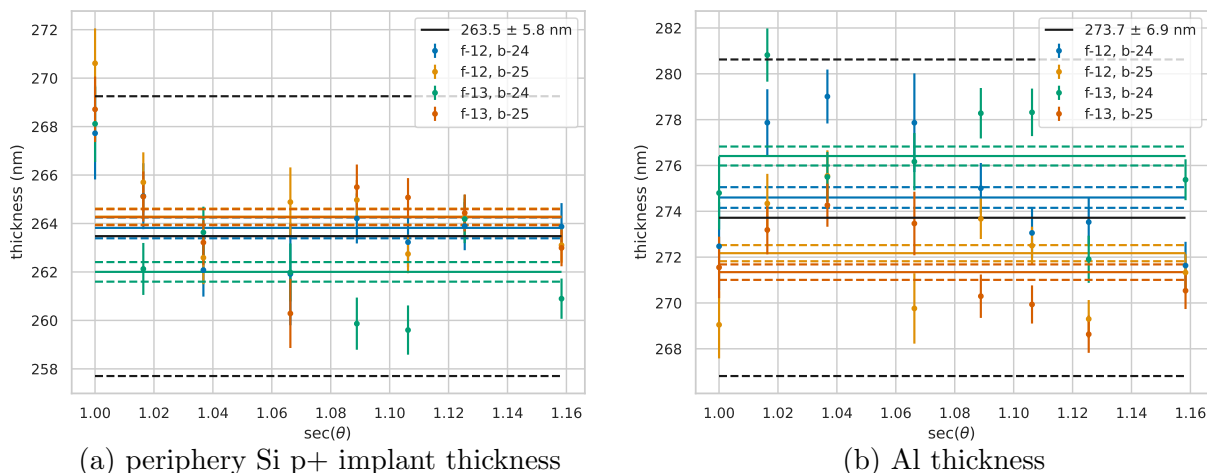 272
270
268
266
264
262
260
258
thickness (nm)
263.5 ± 5.8 nm
f-12, b-24
f-12, b-25
f-13, b-24
f-13, b-25
1.00 1.02 1.04 1.06 1.08 1.10 1.12 1.14 1.16
sec(θ)
(a) periphery Si p+ implant thickness
282
280
278
276
274
272
270
268
thickness (nm)
273.7 ± 6.9 nm
f-12, b-24
f-12, b-25
f-13, b-24
f-13, b-25
1.00 1.02 1.04 1.06 1.08 1.10 1.12 1.14 1.16
sec(θ)
(b) Al thickness